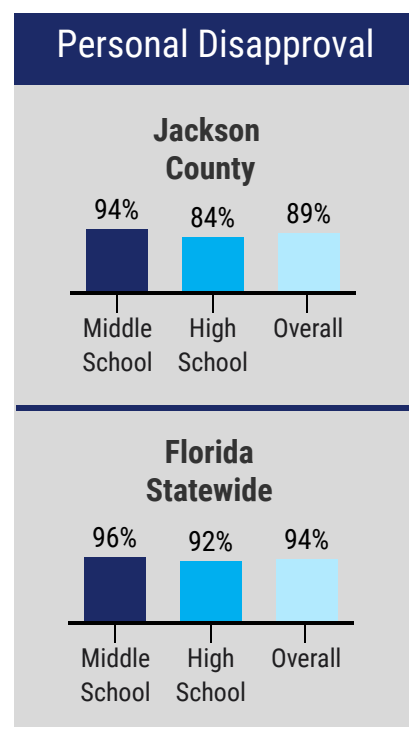 Personal Disapproval
Jackson
County
94% 84% 89%
Middle High Overall
School School
Florida
Statewide
96% 92% 94%
Middle High Overall
School School